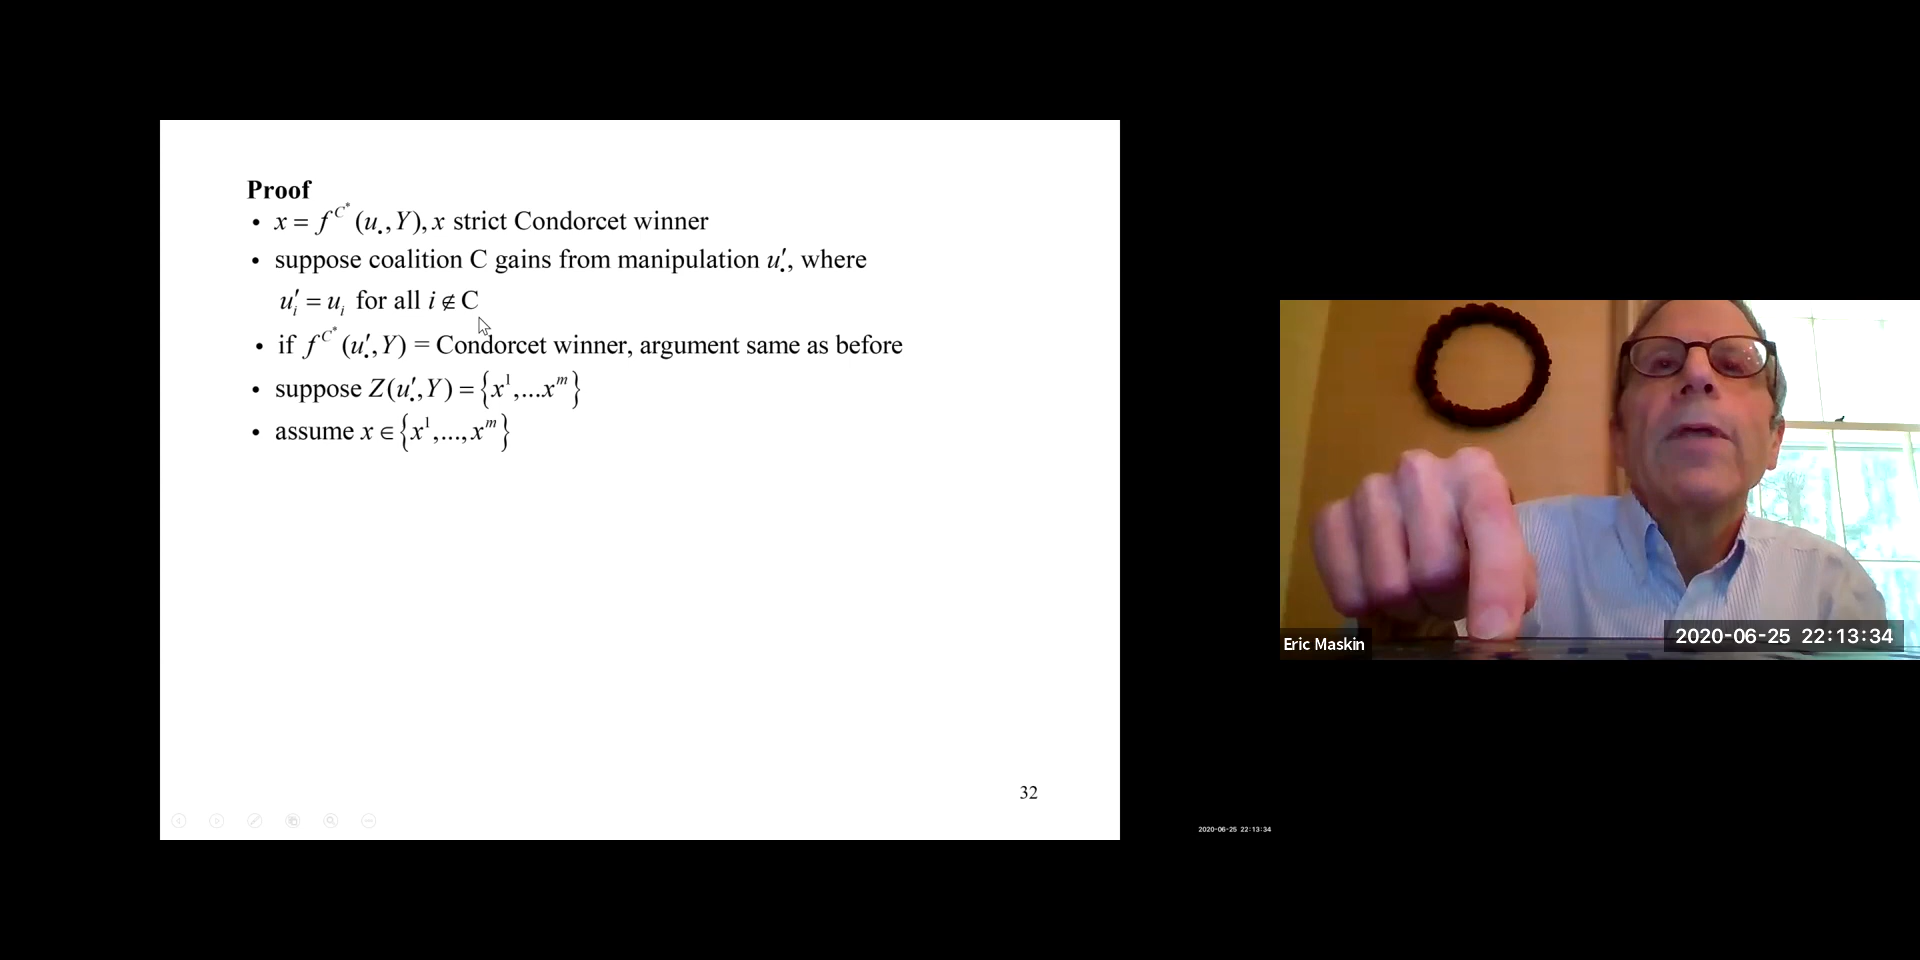 Proof
• x = f^{C*}(u., Y), x strict Condorcet winner
• suppose coalition C gains from manipulation u.′, where
u_i′ = u_i for all i ∉ C
• if f^{C*}(u.′, Y) = Condorcet winner, argument same as before
• suppose Z(u.′, Y) = {x^1,...x^m}
• assume x ∈ {x^1,...,x^m}
32
Eric Maskin
2020-06-25 22:13:34
2020-06-25 22:13:34